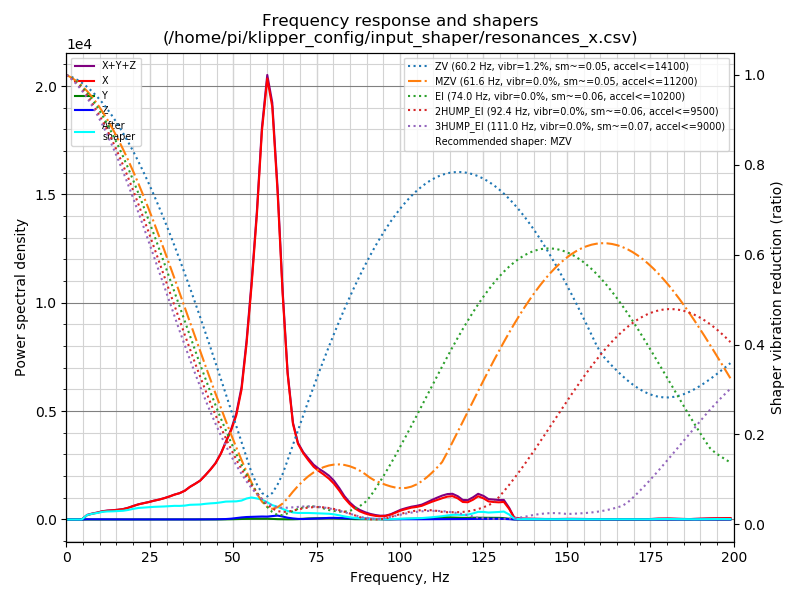 Frequency response and shapers
(/home/pi/klipper_config/input_shaper/resonances_x.csv)
1e4
X+Y+Z
X
Y
Z
After
shaper
ZV (60.2 Hz, vibr=1.2%, sm~=0.05, accel<=14100)
MZV (61.6 Hz, vibr=0.0%, sm~=0.05, accel<=11200)
EI (74.0 Hz, vibr=0.0%, sm~=0.06, accel<=10200)
2HUMP_EI (92.4 Hz, vibr=0.0%, sm~=0.06, accel<=9500)
3HUMP_EI (111.0 Hz, vibr=0.0%, sm~=0.07, accel<=9000)
Recommended shaper: MZV
Power spectral density
2.0
1.5
1.0
0.5
0.0
1.0
0.8
0.6
0.4
0.2
0.0
Shaper vibration reduction (ratio)
0 25 50 75 100 125 150 175 200
Frequency, Hz